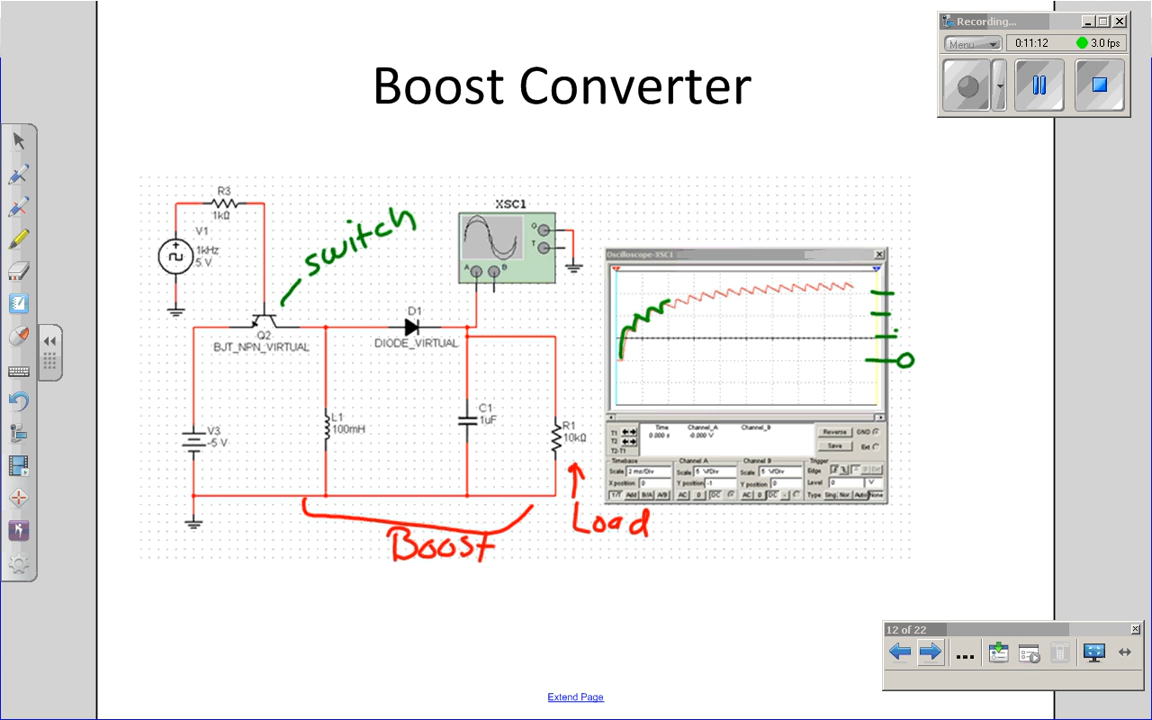 Recording...
Menu
0:11:12
3.0 fps
Boost Converter
R3
1kΩ
V1
1kHz
5 V
switch
XSC1
G
T
A
B
Q2
BJT_NPN_VIRTUAL
D1
DIODE_VIRTUAL
V3
-5 V
L1
100mH
C1
1uF
R1
10kΩ
Load
Boost
Oscilloscope-XSC1
0
T1
T2
T2-T1
Time
Channel_A
Channel_B
0.000 s
-0.000 V
Reverse
Save
GND
Ext
Timebase
Scale
2 ms/Div
X position
0
Y/T
Add
B/A
A/B
Channel A
Scale
5 V/Div
Y position
-1
AC
0
DC
Channel B
Scale
5 V/Div
Y position
0
AC
0
DC
-
Trigger
Edge
Level
0
V
Type
Sing.
Nor.
Auto
None
12 of 22
Extend Page